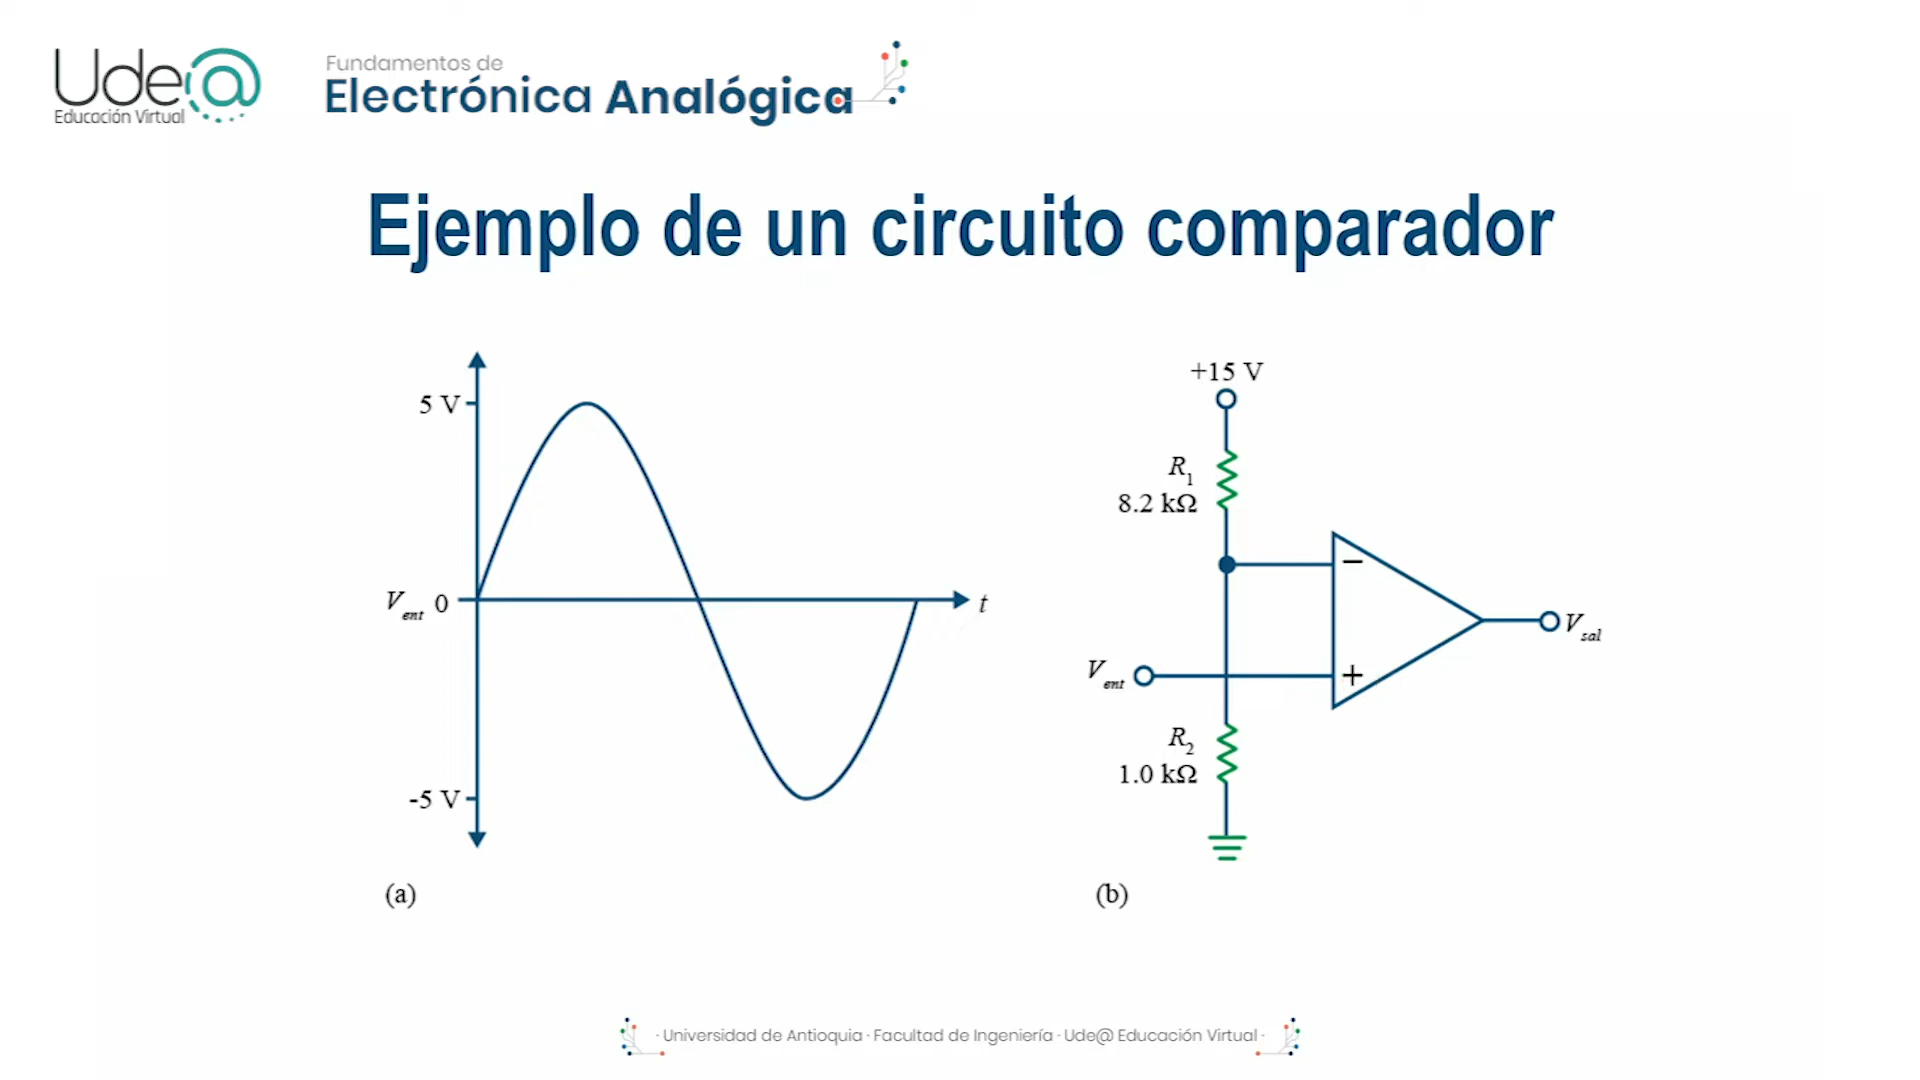 Ude@
Educación Virtual
Fundamentos de
Electrónica Analógica
Ejemplo de un circuito comparador
5 V
V_ent 0
t
-5 V
(a)
+15 V
R_1
8.2 kΩ
−
V_sal
V_ent
+
R_2
1.0 kΩ
(b)
· Universidad de Antioquia · Facultad de Ingeniería · Ude@ Educación Virtual ·